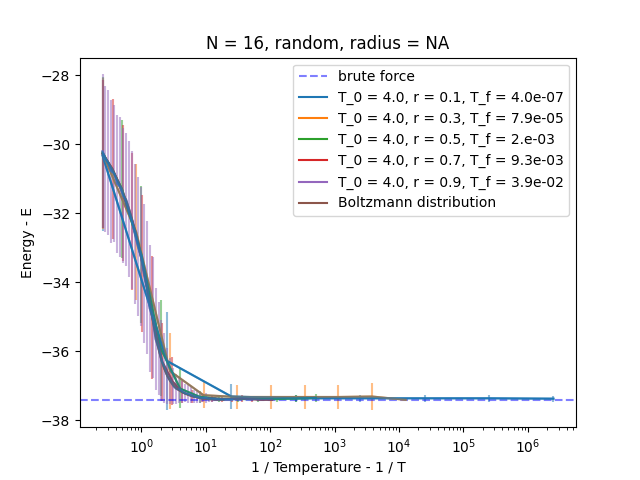 N = 16, random, radius = NA
brute force
T_0 = 4.0, r = 0.1, T_f = 4.0e-07
T_0 = 4.0, r = 0.3, T_f = 7.9e-05
T_0 = 4.0, r = 0.5, T_f = 2.e-03
T_0 = 4.0, r = 0.7, T_f = 9.3e-03
T_0 = 4.0, r = 0.9, T_f = 3.9e-02
Boltzmann distribution
Energy - E
−28
−30
−32
−34
−36
−38
10⁰ 10¹ 10² 10³ 10⁴ 10⁵ 10⁶
1 / Temperature - 1 / T